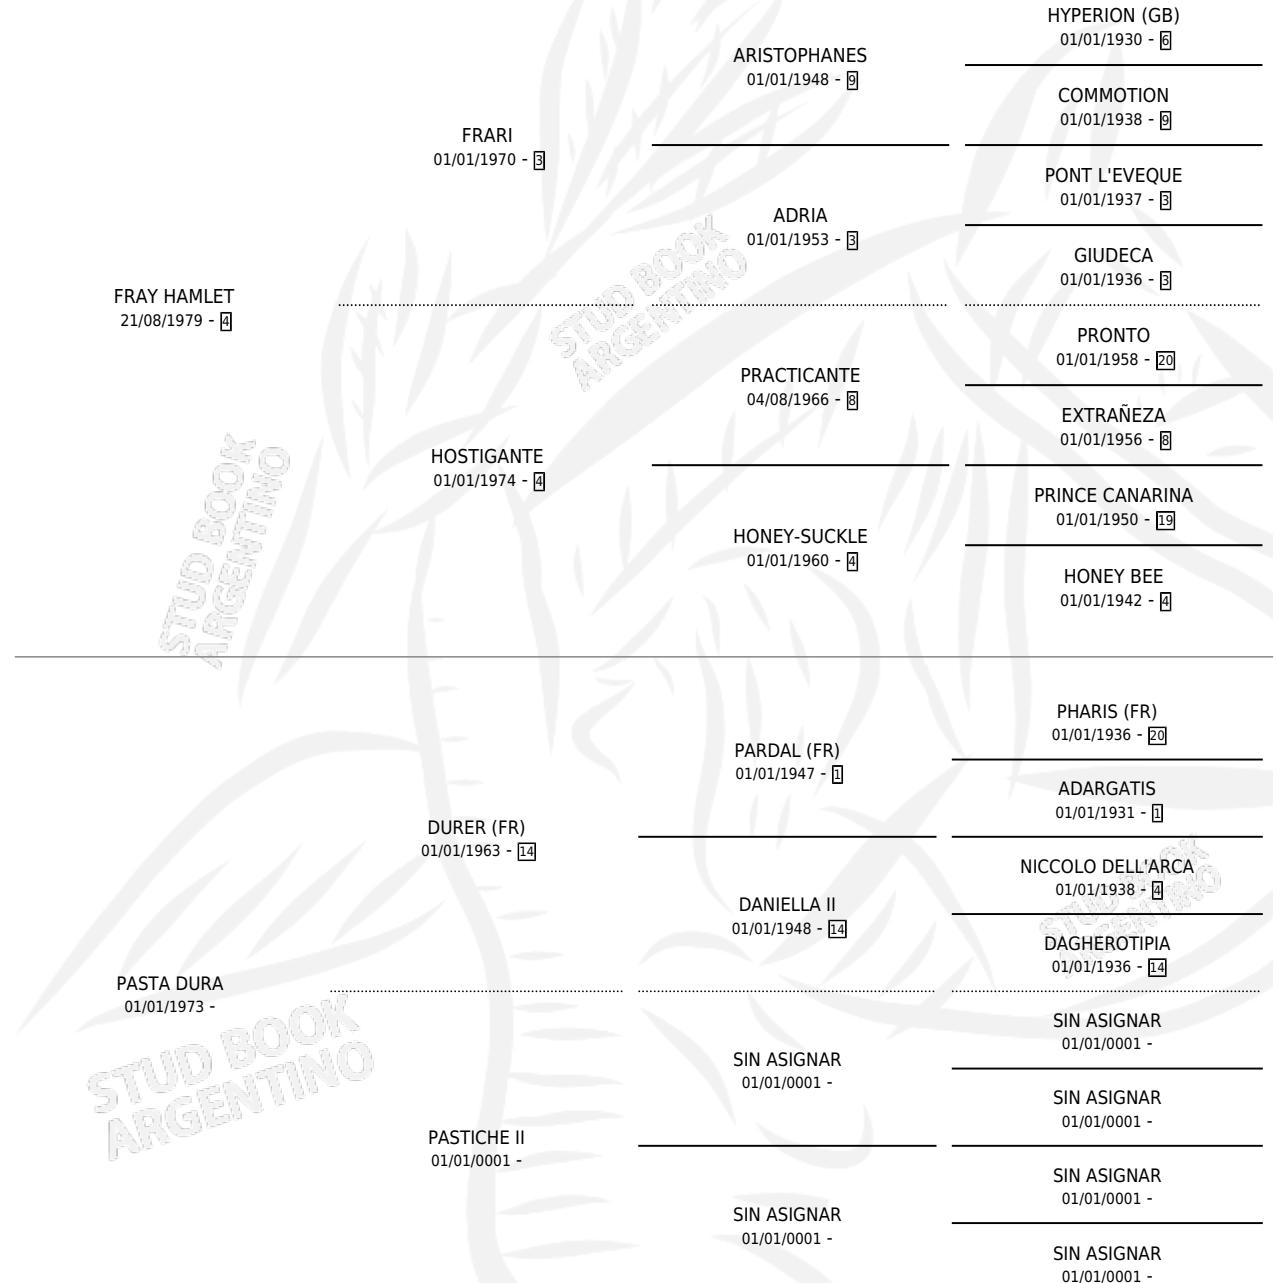 HYPERION (GB)
01/01/1930 - 6
ARISTOPHANES
01/01/1948 - 9
COMMOTION
01/01/1938 - 9
FRARI
01/01/1970 - 3
PONT L'EVEQUE
01/01/1937 - 3
ADRIA
01/01/1953 - 3
GIUDECA
01/01/1936 - 3
FRAY HAMLET
21/08/1979 - 4
PRONTO
01/01/1958 - 20
PRACTICANTE
04/08/1966 - 8
EXTRAÑEZA
01/01/1956 - 8
HOSTIGANTE
01/01/1974 - 4
PRINCE CANARINA
01/01/1950 - 19
HONEY-SUCKLE
01/01/1960 - 4
HONEY BEE
01/01/1942 - 4
STUD BOOK
ARGENTINO
STUD BOOK
ARGENTINO
PHARIS (FR)
01/01/1936 - 20
PARDAL (FR)
01/01/1947 - 1
ADARGATIS
01/01/1931 - 1
DURER (FR)
01/01/1963 - 14
NICCOLO DELL'ARCA
01/01/1938 - 4
DANIELLA II
01/01/1948 - 14
DAGHEROTIPIA
01/01/1936 - 14
PASTA DURA
01/01/1973 -
SIN ASIGNAR
01/01/0001 -
SIN ASIGNAR
01/01/0001 -
SIN ASIGNAR
01/01/0001 -
PASTICHE II
01/01/0001 -
SIN ASIGNAR
01/01/0001 -
SIN ASIGNAR
01/01/0001 -
SIN ASIGNAR
01/01/0001 -
STUD BOOK
ARGENTINO
STUD BOOK
ARGENTINO